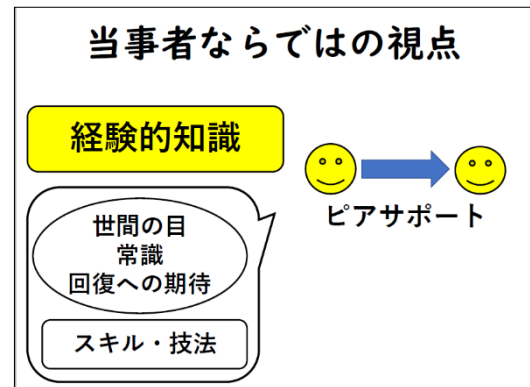 当事者ならではの視点
経験的知識
世間の目
常識
回復への期待
スキル・技法
ピアサポート